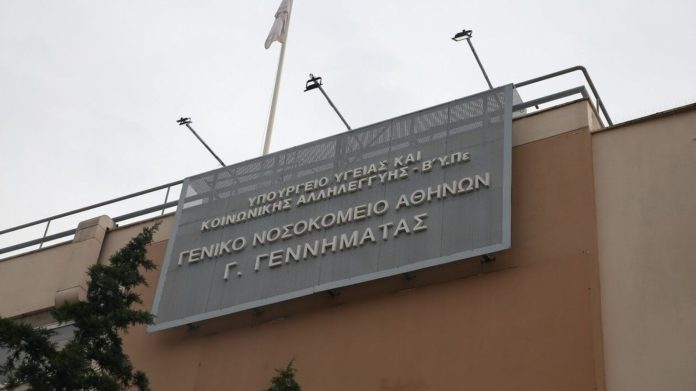 ΥΠΟΥΡΓΕΙΟ ΥΓΕΙΑΣ ΚΑΙ
ΚΟΙΝΩΝΙΚΗΣ ΑΛΛΗΛΕΓΓΥΗΣ - Β΄Υ.Πε
ΓΕΝΙΚΟ ΝΟΣΟΚΟΜΕΙΟ ΑΘΗΝΩΝ
Γ. ΓΕΝΝΗΜΑΤΑΣ